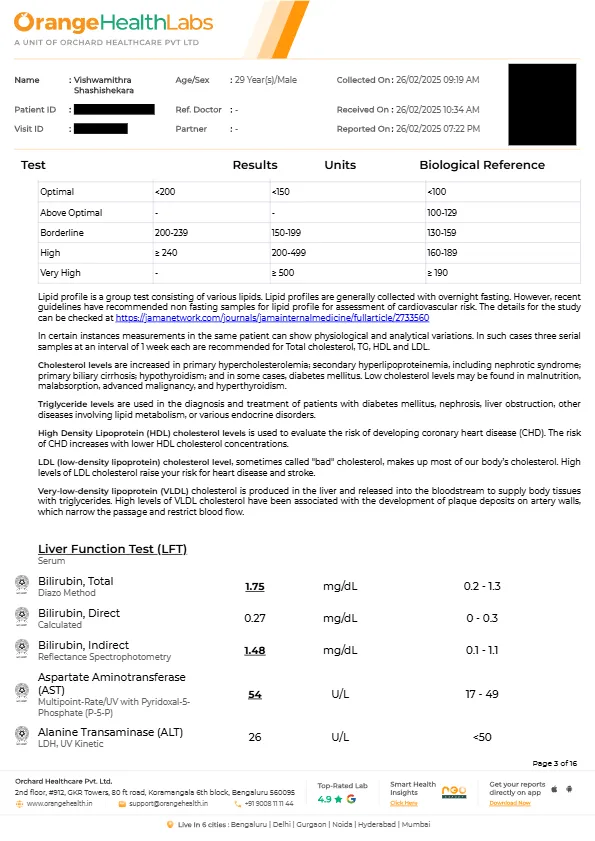 OrangeHealthLabs
A UNIT OF ORCHARD HEALTHCARE PVT LTD
Name : Vishwamithra Shashishekara Age/Sex : 29 Year(s)/Male Collected On : 26/02/2025 09:19 AM
Patient ID : Ref. Doctor : - Received On : 26/02/2025 10:34 AM
Visit ID : Partner : - Reported On : 26/02/2025 07:22 PM
Test Results Units Biological Reference
Optimal <200 <150 <100
Above Optimal - - 100-129
Borderline 200-239 150-199 130-159
High ≥ 240 200-499 160-189
Very High - ≥ 500 ≥ 190
Lipid profile is a group test consisting of various lipids. Lipid profiles are generally collected with overnight fasting. However, recent
guidelines have recommended non fasting samples for lipid profile for assessment of cardiovascular risk. The details for the study
can be checked at https://jamanetwork.com/journals/jamainternalmedicine/fullarticle/2733560
In certain instances measurements in the same patient can show physiological and analytical variations. In such cases three serial
samples at an interval of 1 week each are recommended for Total cholesterol, TG, HDL and LDL.
Cholesterol levels are increased in primary hypercholesterolemia; secondary hyperlipoproteinemia, including nephrotic syndrome;
primary biliary cirrhosis; hypothyroidism; and in some cases, diabetes mellitus. Low cholesterol levels may be found in malnutrition,
malabsorption, advanced malignancy, and hyperthyroidism.
Triglyceride levels are used in the diagnosis and treatment of patients with diabetes mellitus, nephrosis, liver obstruction, other
diseases involving lipid metabolism, or various endocrine disorders.
High Density Lipoprotein (HDL) cholesterol levels is used to evaluate the risk of developing coronary heart disease (CHD). The risk
of CHD increases with lower HDL cholesterol concentrations.
LDL (low-density lipoprotein) cholesterol level, sometimes called "bad" cholesterol, makes up most of our body's cholesterol. High
levels of LDL cholesterol raise your risk for heart disease and stroke.
Very-low-density lipoprotein (VLDL) cholesterol is produced in the liver and released into the bloodstream to supply body tissues
with triglycerides. High levels of VLDL cholesterol have been associated with the development of plaque deposits on artery walls,
which narrow the passage and restrict blood flow.
Liver Function Test (LFT)
Serum
Bilirubin, Total 1.75 mg/dL 0.2 - 1.3
Diazo Method
Bilirubin, Direct 0.27 mg/dL 0 - 0.3
Calculated
Bilirubin, Indirect 1.48 mg/dL 0.1 - 1.1
Reflectance Spectrophotometry
Aspartate Aminotransferase
(AST) 54 U/L 17 - 49
Multipoint-Rate/UV with Pyridoxal-5-
Phosphate (P-5-P)
Alanine Transaminase (ALT) 26 U/L <50
LDH, UV Kinetic
Page 3 of 16
Orchard Healthcare Pvt. Ltd.
2nd floor, #912, GKR Towers, 80 ft road, Koramangala 6th block, Bengaluru 560095
www.orangehealth.in support@orangehealth.in +91 9008 11 11 44
Top-Rated Lab
4.9
Smart Health
Insights
Click Here
Get your reports
directly on app
Download Now
Live In 6 cities : Bengaluru | Delhi | Gurgaon | Noida | Hyderabad | Mumbai